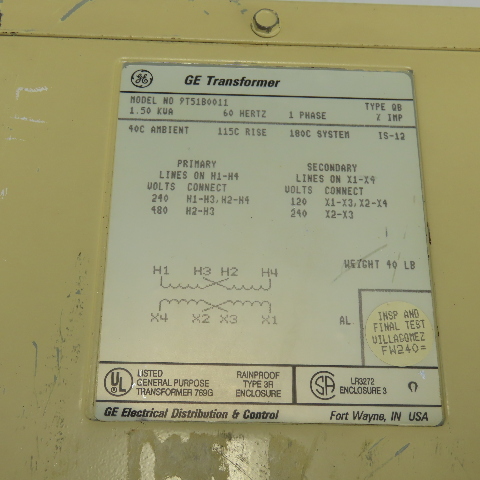 GE GE Transformer
MODEL NO 9T51B0011 TYPE QB
1.50 KVA 60 HERTZ 1 PHASE % IMP
40C AMBIENT 115C RISE 180C SYSTEM IS-12
PRIMARY SECONDARY
LINES ON H1-H4 LINES ON X1-X4
VOLTS CONNECT VOLTS CONNECT
240 H1-H3,H2-H4 120 X1-X3,X2-X4
480 H2-H3 240 X2-X3
WEIGHT 40 LB
H1 H3 H2 H4
X4 X2 X3 X1
AL
INSP AND
FINAL TEST
VILLAGOMEZ
FW240=
UL LISTED
GENERAL PURPOSE
TRANSFORMER 769G
RAINPROOF
TYPE 3R
ENCLOSURE
SA LR3272
ENCLOSURE 3
GE Electrical Distribution & Control Fort Wayne, IN USA